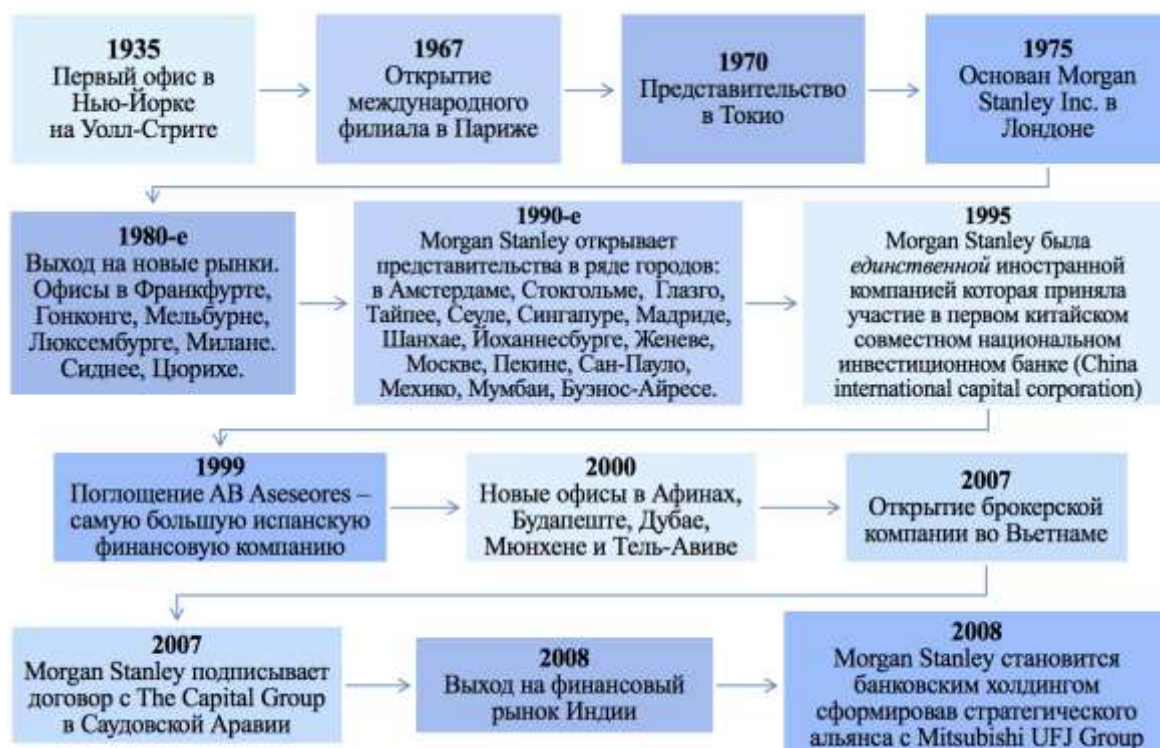 1935
Первый офис в
Нью-Йорке
на Уолл-Стрите
1967
Открытие
международного
филиала в Париже
1970
Представительство
в Токио
1975
Основан Morgan
Stanley Inc. в
Лондоне
1980-е
Выход на новые рынки.
Офисы в Франкфурте,
Гонконге, Мельбурне,
Люксембурге, Милане.
Сиднее, Цюрихе.
1990-е
Morgan Stanley открывает
представительства в ряде городов:
в Амстердаме, Стокгольме, Глазго,
Тайпее, Сеуле, Сингапуре, Мадриде,
Шанхае, Йоханнесбурге, Женеве,
Москве, Пекине, Сан-Пауло,
Мехико, Мумбаи, Буэнос-Айресе.
1995
Morgan Stanley была
единственной иностранной
компанией которая приняла
участие в первом китайском
совместном национальном
инвестиционном банке (China
international capital corporation)
1999
Поглощение AB Aseseores –
самую большую испанскую
финансовую компанию
2000
Новые офисы в Афинах,
Будапеште, Дубае,
Мюнхене и Тель-Авиве
2007
Открытие брокерской
компании во Вьетнаме
2007
Morgan Stanley подписывает
договор с The Capital Group
в Саудовской Аравии
2008
Выход на финансовый
рынок Индии
2008
Morgan Stanley становится
банковским холдингом
сформировав стратегического
альянса с Mitsubishi UFJ Group